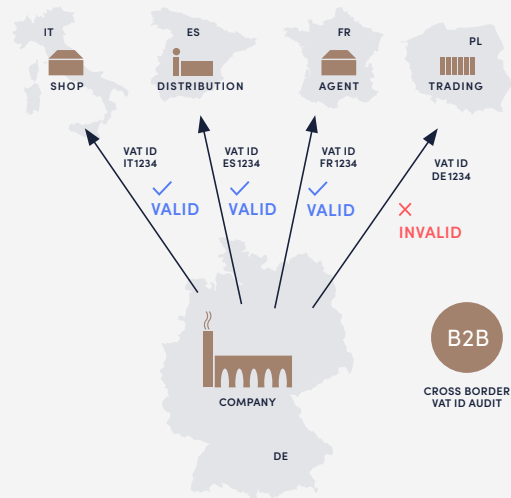 IT
ES
FR
PL
SHOP
DISTRIBUTION
AGENT
TRADING
VAT ID
IT1234
VALID
VAT ID
ES1234
VALID
VAT ID
FR1234
VALID
VAT ID
DE1234
INVALID
B2B
CROSS BORDER
VAT ID AUDIT
COMPANY
DE